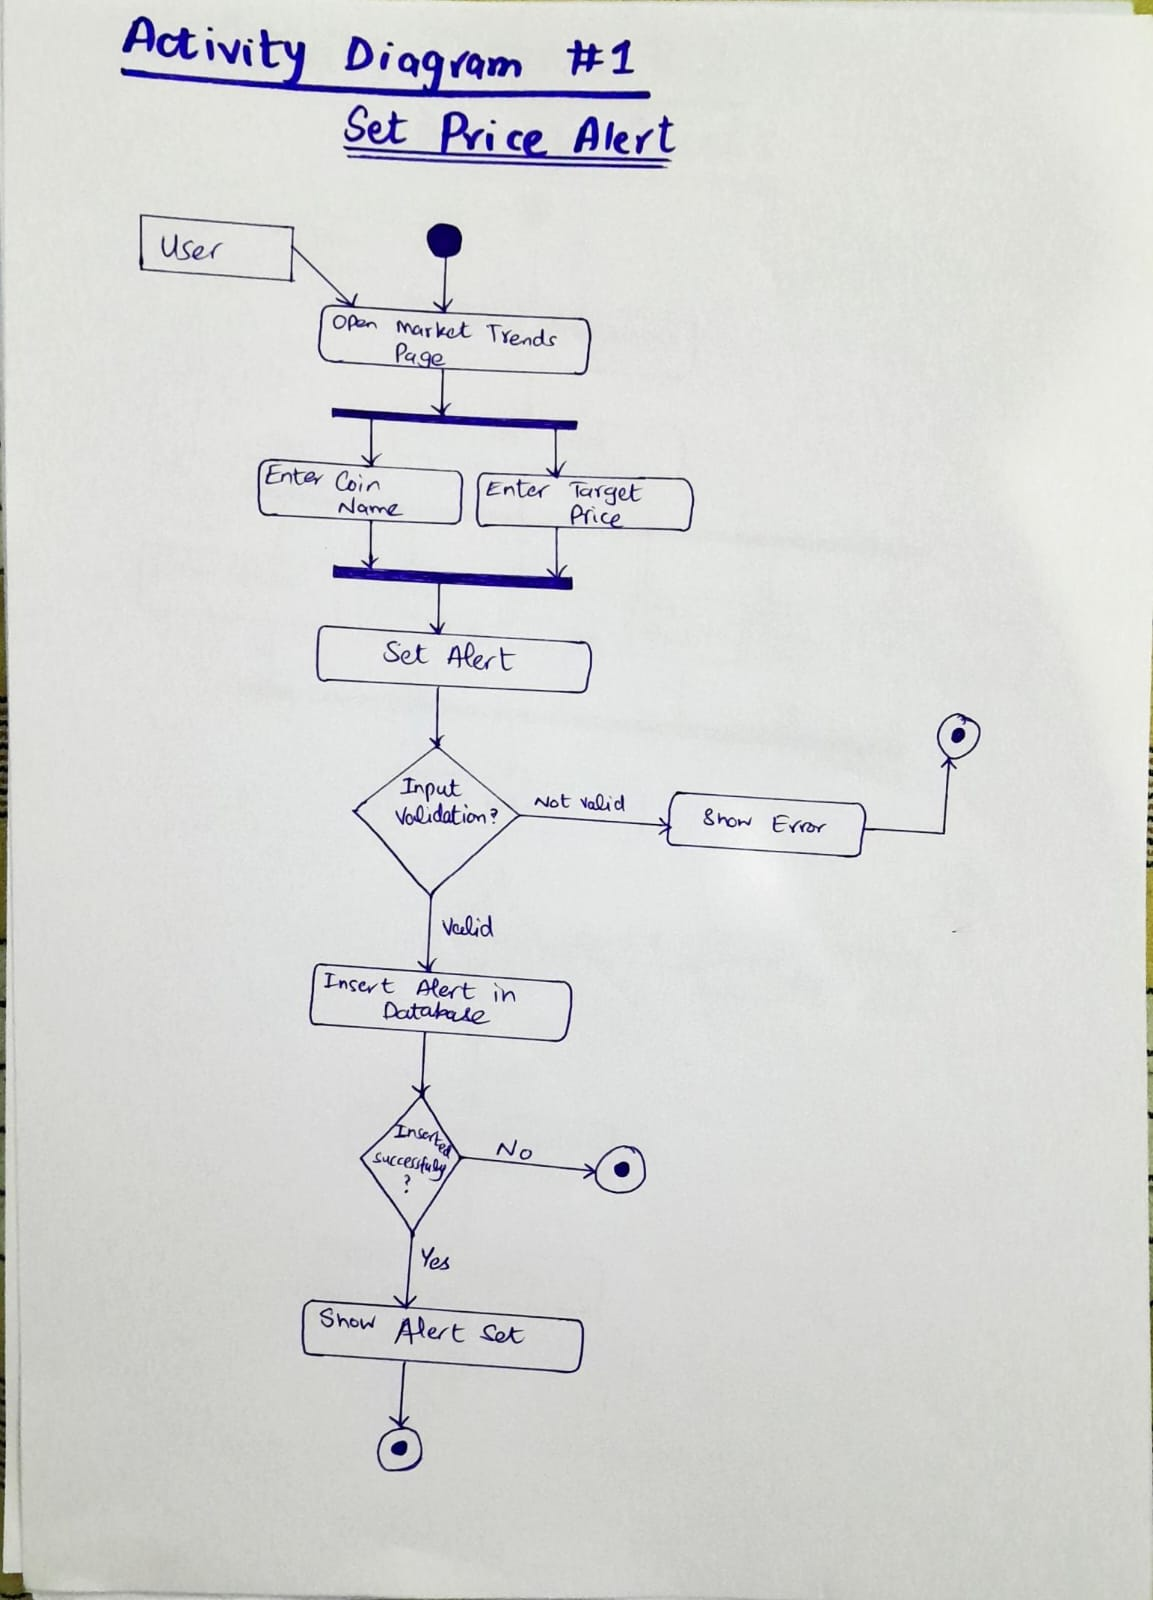 Activity Diagram #1
Set Price Alert
User
Open Market Trends
Page
Enter Coin
Name
Enter Target
Price
Set Alert
Input
Validation?
Not Valid
Show Error
Valid
Insert Alert in
Database
Inserted
successfuly
?
No
Yes
Show Alert Set